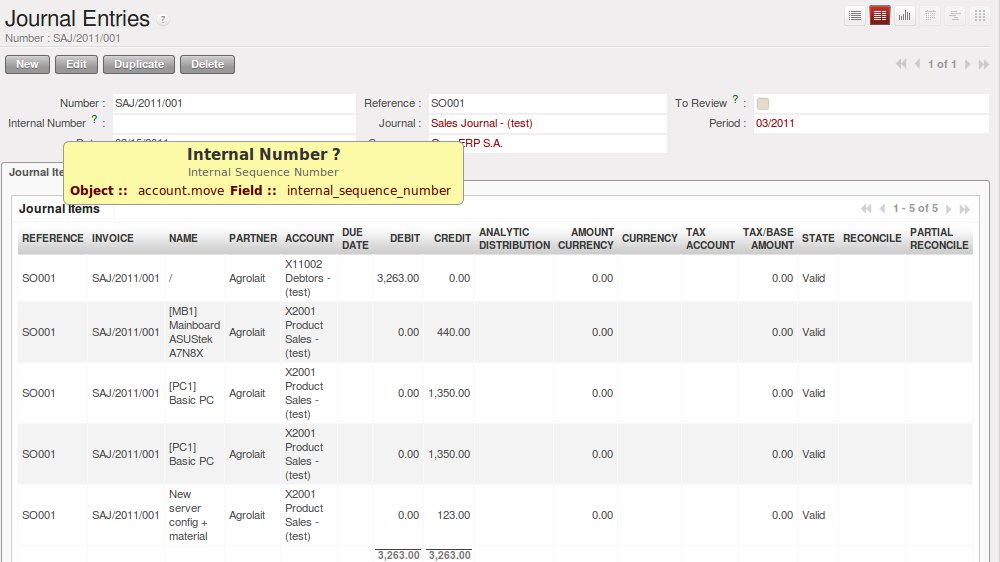 Journal Entries ?
Number : SAJ/2011/001
New Edit Duplicate Delete 1 of 1
Number : SAJ/2011/001 Reference : SO001 To Review ? :
Internal Number ? : Journal : Sales Journal - (test) Period : 03/2011
ERP S.A.
Internal Number ?
Internal Sequence Number
Object :: account.move Field :: internal_sequence_number
Journal Ite
Journal Items 1 - 5 of 5
REFERENCE INVOICE NAME PARTNER ACCOUNT DUE DATE DEBIT CREDIT ANALYTIC DISTRIBUTION AMOUNT CURRENCY CURRENCY TAX ACCOUNT TAX/BASE AMOUNT STATE RECONCILE PARTIAL RECONCILE
SO001 SAJ/2011/001 / Agrolait X11002 Debtors - (test) 3,263.00 0.00 0.00 0.00 Valid
SO001 SAJ/2011/001 [MB1] Mainboard ASUStek A7N8X Agrolait X2001 Product Sales - (test) 0.00 440.00 0.00 0.00 Valid
SO001 SAJ/2011/001 [PC1] Basic PC Agrolait X2001 Product Sales - (test) 0.00 1,350.00 0.00 0.00 Valid
SO001 SAJ/2011/001 [PC1] Basic PC Agrolait X2001 Product Sales - (test) 0.00 1,350.00 0.00 0.00 Valid
SO001 SAJ/2011/001 New server config + material Agrolait X2001 Product Sales - (test) 0.00 123.00 0.00 0.00 Valid
3,263.00 3,263.00